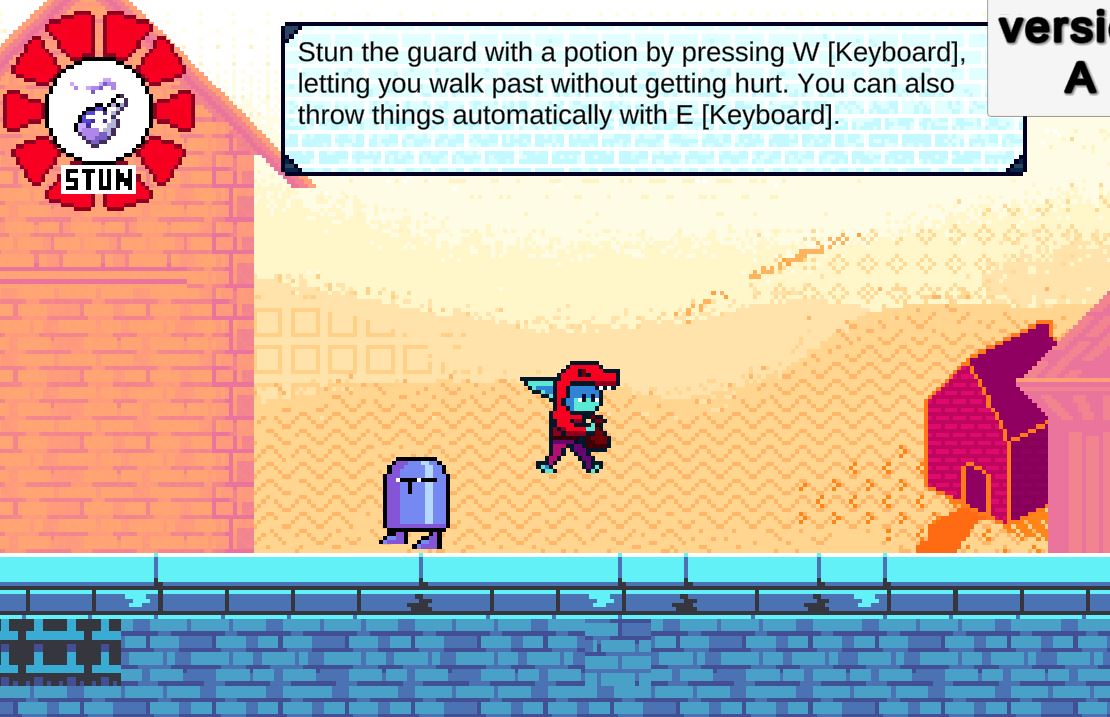 Stun the guard with a potion by pressing W [Keyboard],
letting you walk past without getting hurt. You can also
throw things automatically with E [Keyboard].
A
STUN